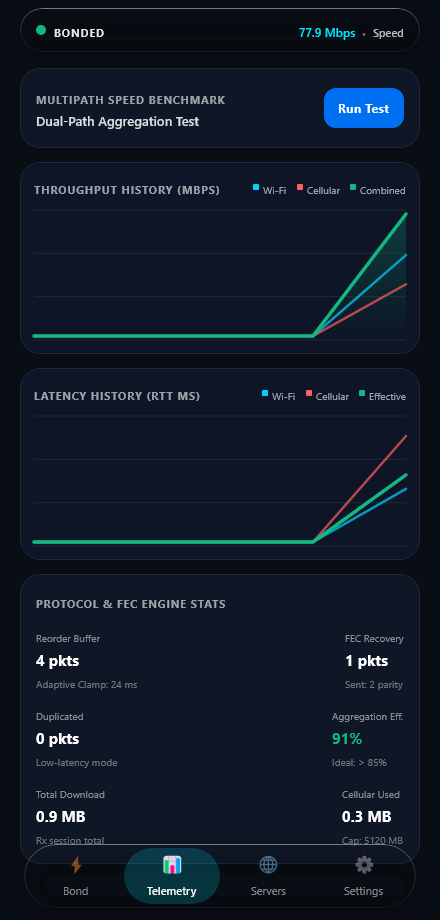 BONDED 77.9 Mbps • Speed
MULTIPATH SPEED BENCHMARK
Dual-Path Aggregation Test
Run Test
THROUGHPUT HISTORY (MBPS) Wi-Fi Cellular Combined
LATENCY HISTORY (RTT MS) Wi-Fi Cellular Effective
PROTOCOL & FEC ENGINE STATS
Reorder Buffer FEC Recovery
4 pkts 1 pkts
Adaptive Clamp: 24 ms Sent: 2 parity
Duplicated Aggregation Eff.
0 pkts 91%
Low-latency mode Ideal: > 85%
Total Download Cellular Used
0.9 MB 0.3 MB
Rx session total Cap: 5120 MB
Bond Telemetry Servers Settings